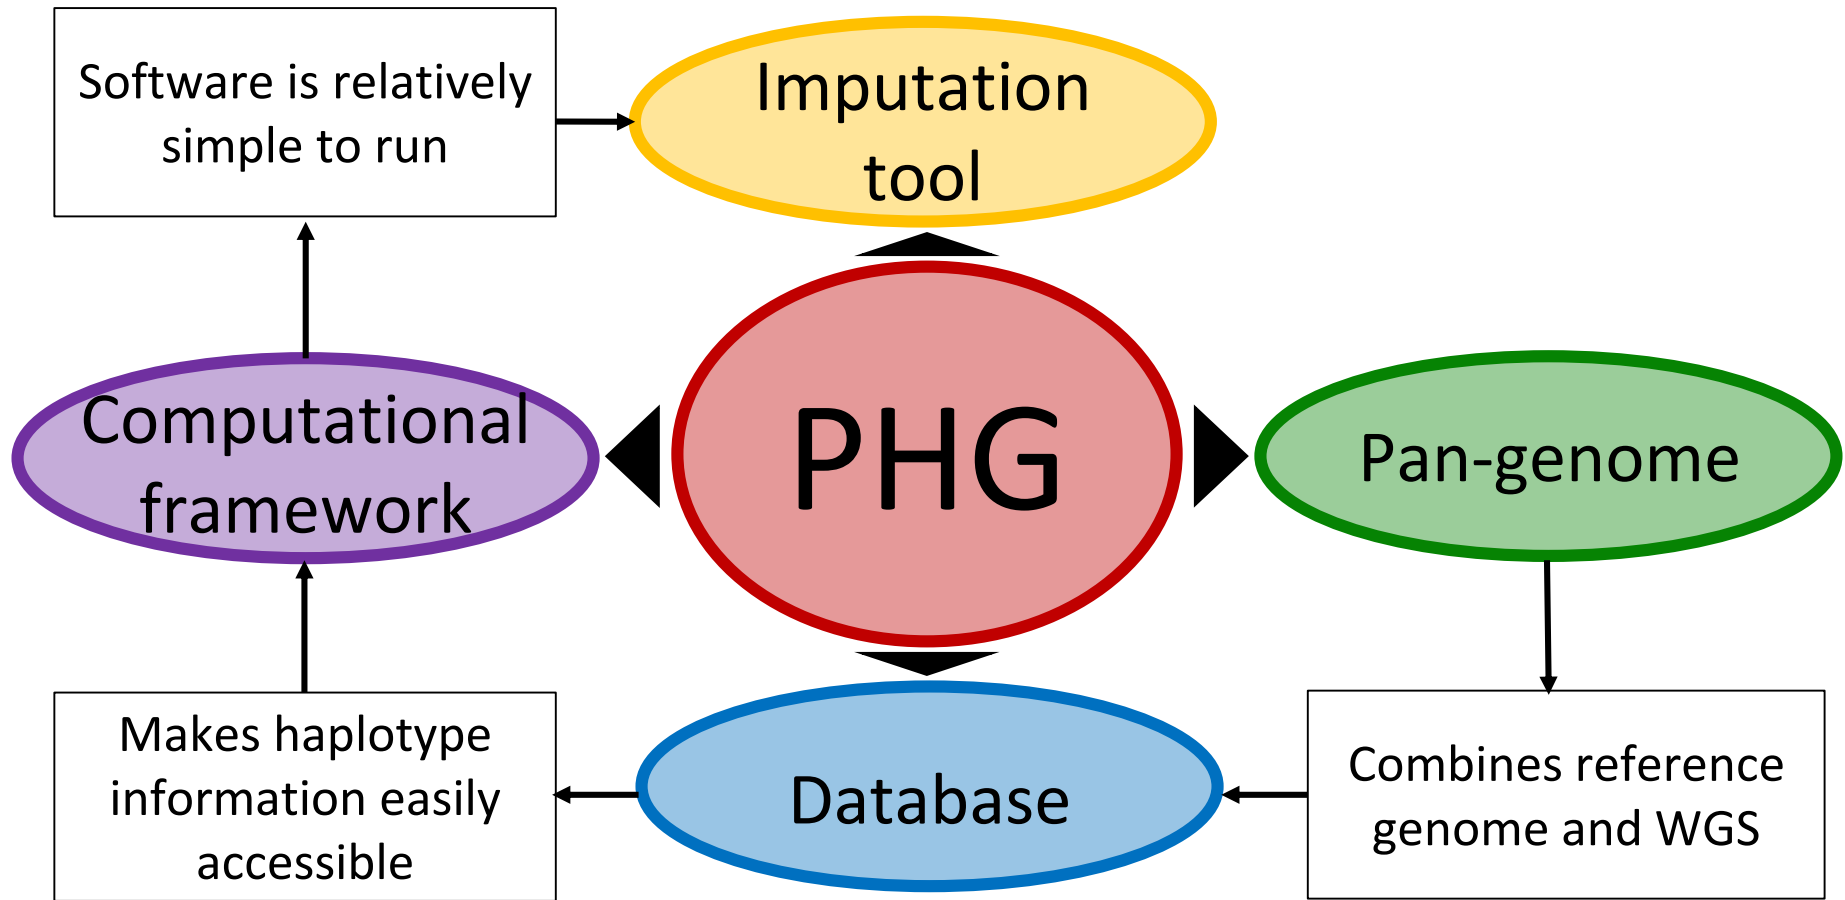 Software is relatively
simple to run
Imputation
tool
Computational
framework
PHG
Pan-genome
Makes haplotype
information easily
accessible
Database
Combines reference
genome and WGS